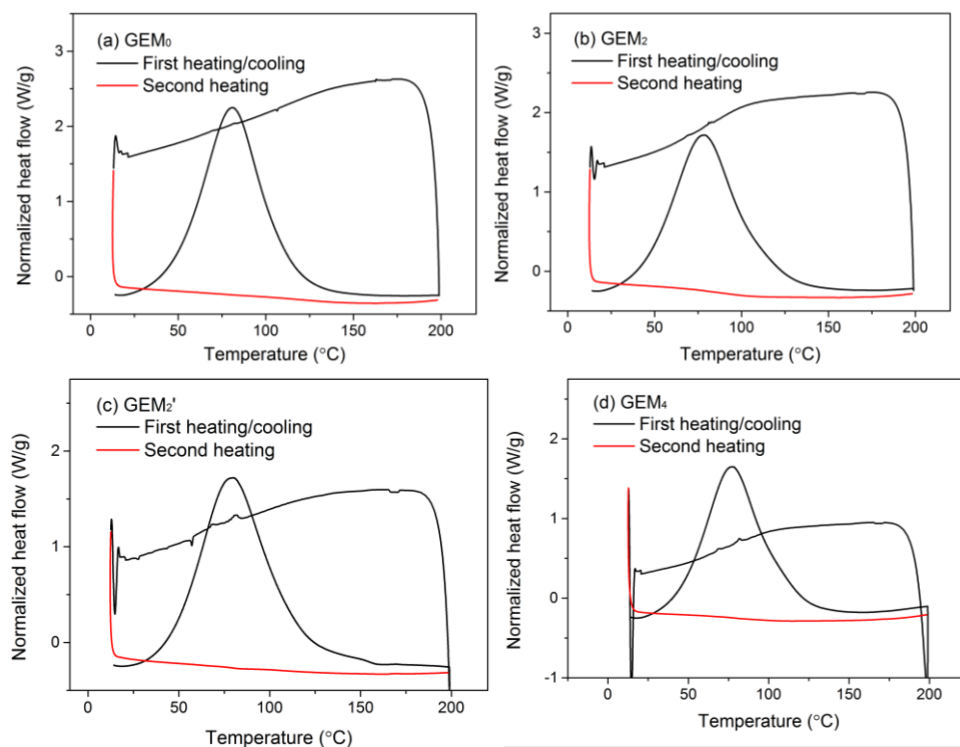 (a) GEM₀
First heating/cooling
Second heating
3
2
1
0
0
50
100
150
200
Normalized heat flow (W/g)
Temperature (°C)
(b) GEM₂
First heating/cooling
Second heating
3
2
1
0
0
50
100
150
200
Normalized heat flow (W/g)
Temperature (°C)
(c) GEM₂'
First heating/cooling
Second heating
2
1
0
0
50
100
150
200
Normalized heat flow (W/g)
Temperature (°C)
(d) GEM₄
First heating/cooling
Second heating
2
1
0
-1
0
50
100
150
200
Normalized heat flow (W/g)
Temperature (°C)